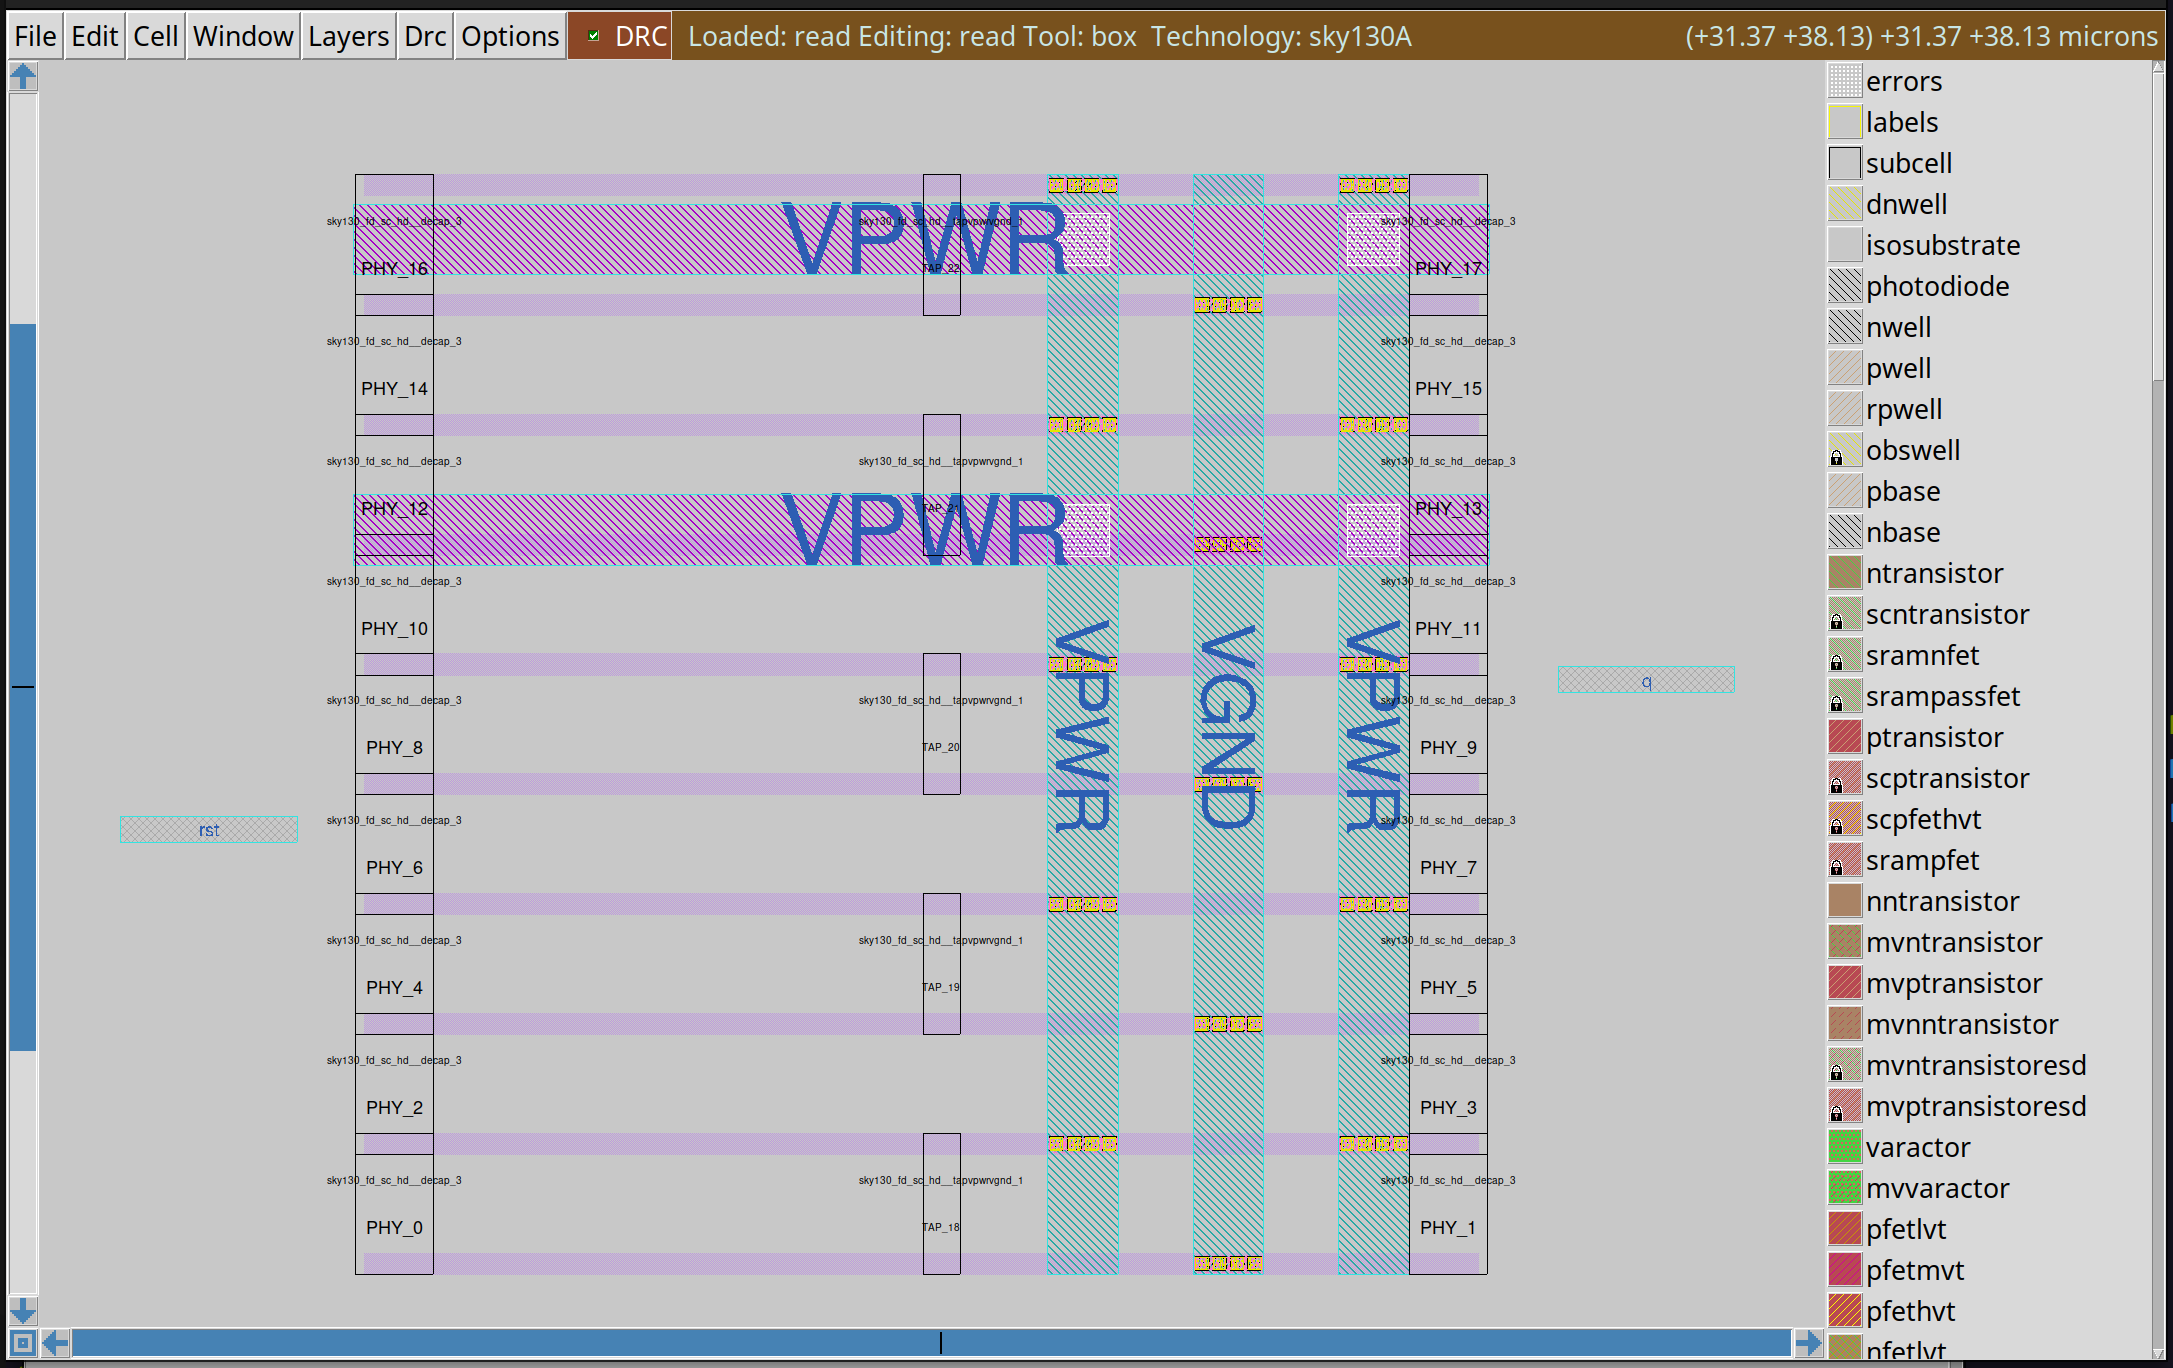 File Edit Cell Window Layers Drc Options DRC Loaded: read Editing: read Tool: box Technology: sky130A (+31.37 +38.13) +31.37 +38.13 microns
sky130_fd_sc_hd__decap_3 sky130_fd_sc_hd__tapvpwrvgnd_1 sky130_fd_sc_hd__decap_3
VPWR
PHY_16 TAP_22 PHY_17
sky130_fd_sc_hd__decap_3 sky130_fd_sc_hd__decap_3
PHY_14 PHY_15
sky130_fd_sc_hd__decap_3 sky130_fd_sc_hd__tapvpwrvgnd_1 sky130_fd_sc_hd__decap_3
VPWR
PHY_12 TAP_21 PHY_13
sky130_fd_sc_hd__decap_3 sky130_fd_sc_hd__decap_3
PHY_10 PHY_11
VPWR VGND VPWR
q
sky130_fd_sc_hd__decap_3 sky130_fd_sc_hd__tapvpwrvgnd_1 sky130_fd_sc_hd__decap_3
PHY_8 TAP_20 PHY_9
sky130_fd_sc_hd__decap_3 sky130_fd_sc_hd__decap_3
rst
PHY_6 PHY_7
sky130_fd_sc_hd__decap_3 sky130_fd_sc_hd__tapvpwrvgnd_1 sky130_fd_sc_hd__decap_3
PHY_4 TAP_19 PHY_5
sky130_fd_sc_hd__decap_3 sky130_fd_sc_hd__decap_3
PHY_2 PHY_3
sky130_fd_sc_hd__decap_3 sky130_fd_sc_hd__tapvpwrvgnd_1 sky130_fd_sc_hd__decap_3
PHY_0 TAP_18 PHY_1
errors
labels
subcell
dnwell
isosubstrate
photodiode
nwell
pwell
rpwell
obswell
pbase
nbase
ntransistor
scntransistor
sramnfet
srampassfet
ptransistor
scptransistor
scpfethvt
srampfet
nntransistor
mvntransistor
mvptransistor
mvnntransistor
mvntransistoresd
mvptransistoresd
varactor
mvvaractor
pfetlvt
pfetmvt
pfethvt
nfetlvt